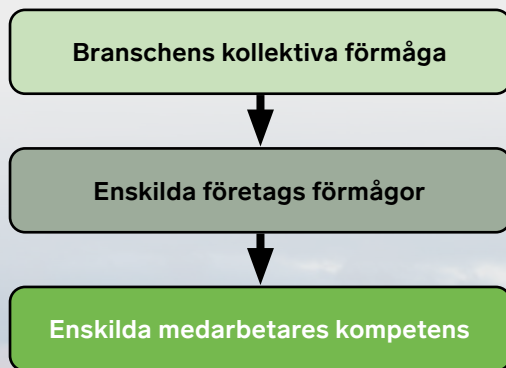 Branschens kollektiva förmåga
Enskilda företags förmågor
Enskilda medarbetares kompetens